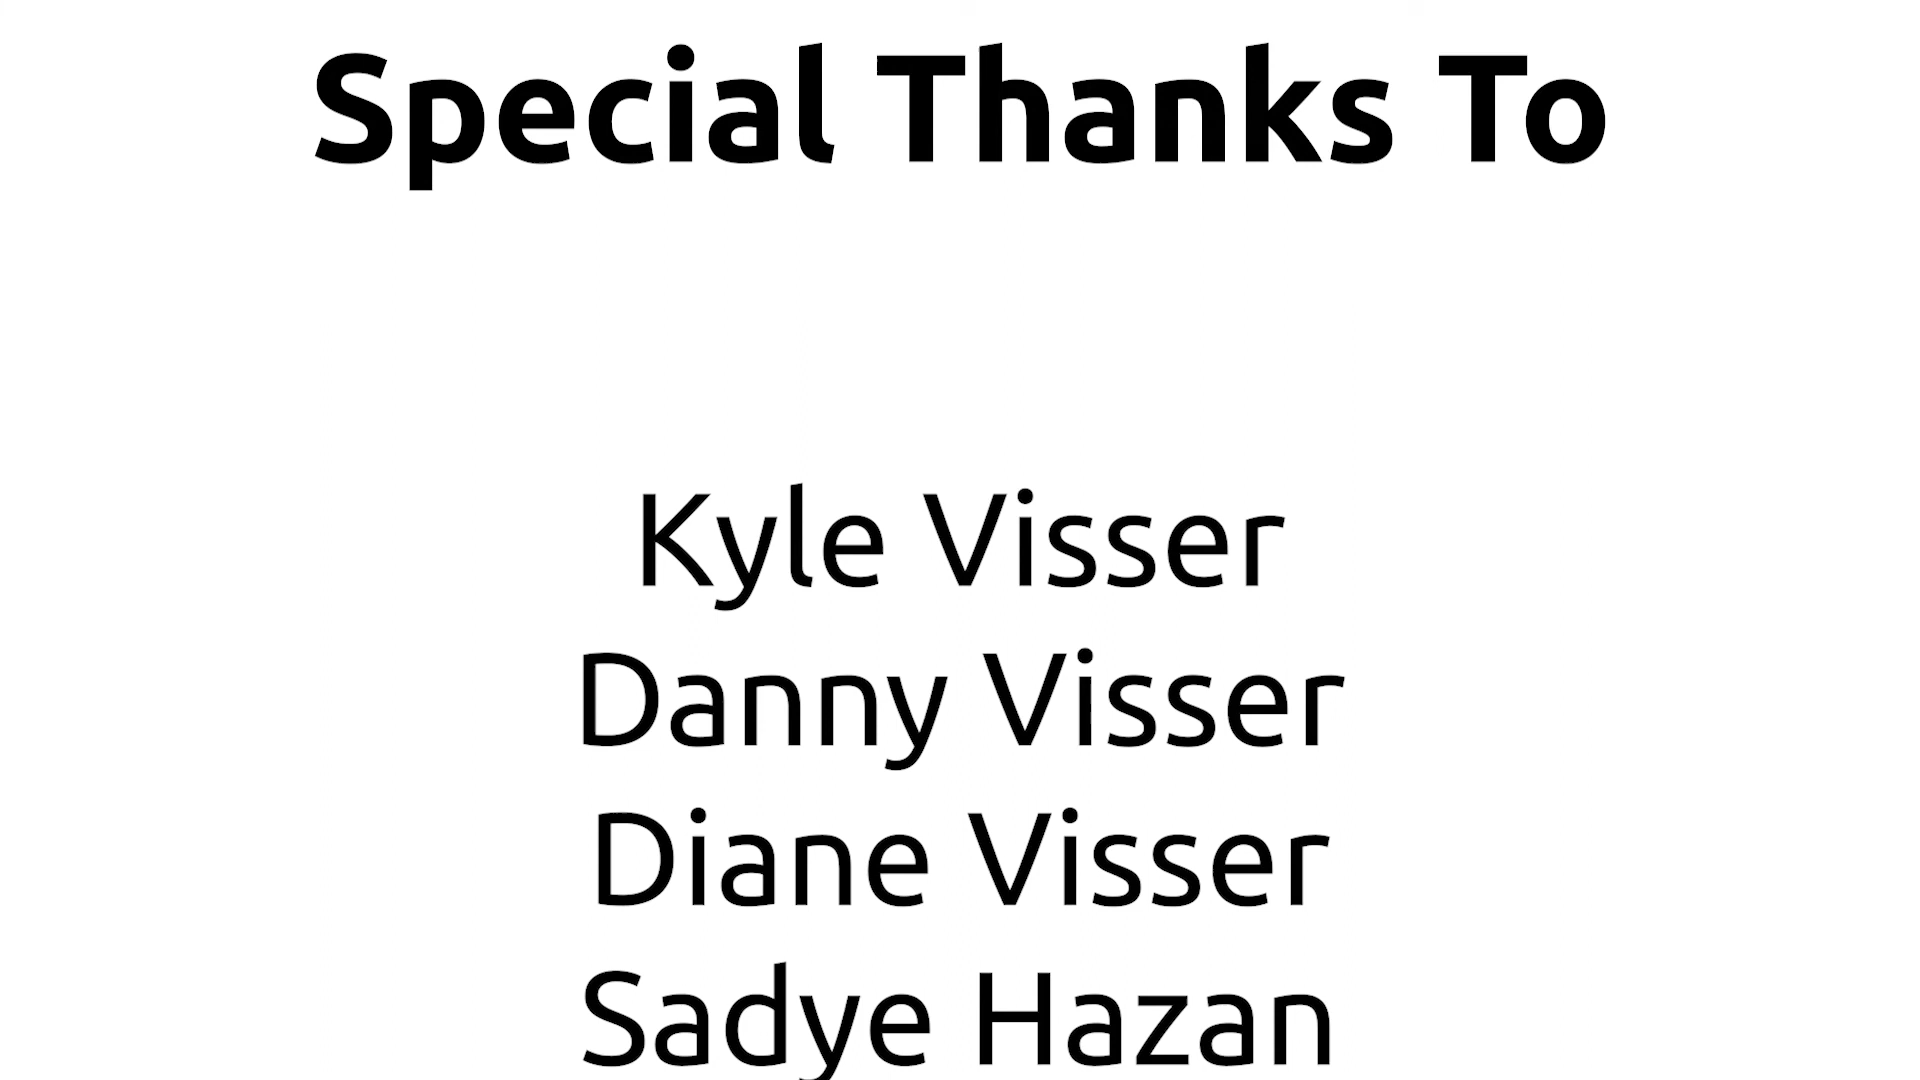 Special Thanks To
Kyle Visser
Danny Visser
Diane Visser
Sadye Hazan